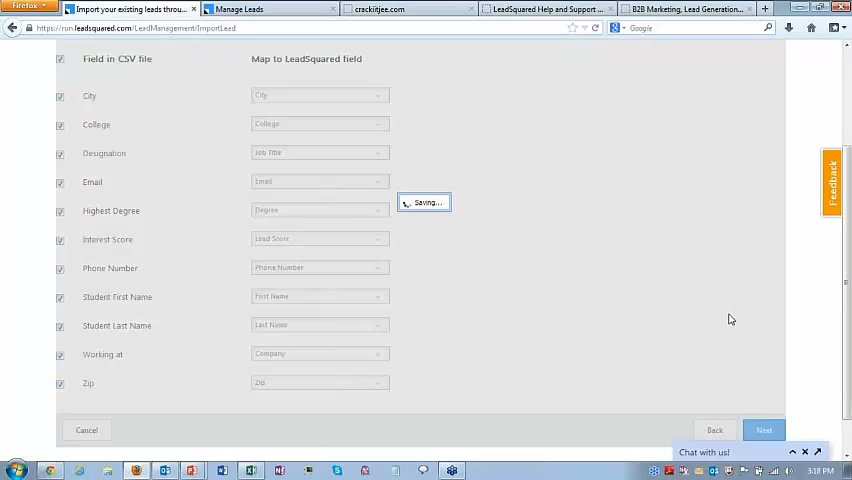 Firefox
Import your existing leads throu...
Manage Leads
crackiitjee.com
LeadSquared Help and Support ...
B2B Marketing, Lead Generation...
https://run.leadsquared.com/LeadManagement/ImportLead
Google
Field in CSV file Map to LeadSquared field
City City
College College
Designation Job Title
Email Email
Saving...
Highest Degree Degree
Interest Score Lead Score
Phone Number Phone Number
Student First Name First Name
Student Last Name Last Name
Working at Company
Zip Zip
Feedback
Cancel Back Next
Chat with us!
3:18 PM